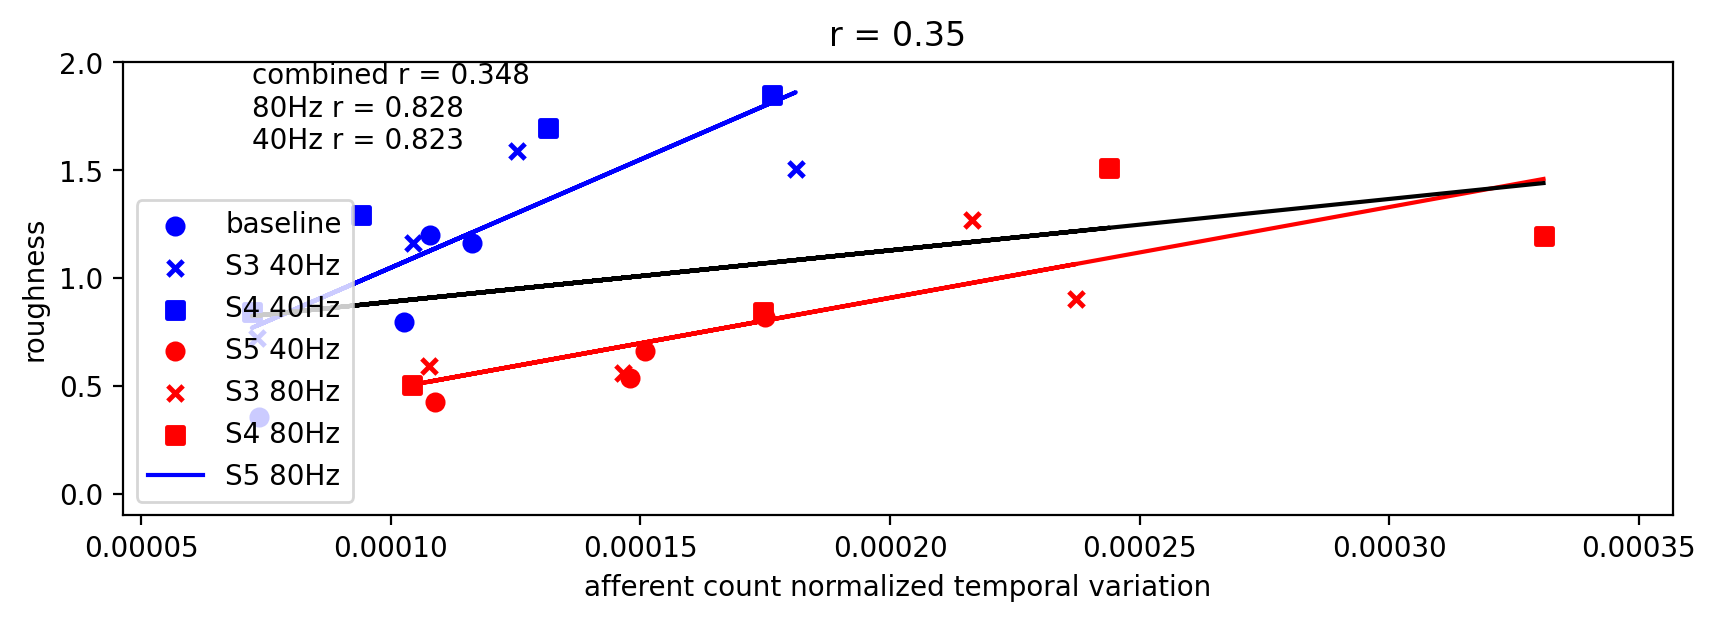 r = 0.35
combined r = 0.348
80Hz r = 0.828
40Hz r = 0.823
2.0
1.5
1.0
0.5
0.0
roughness
baseline
S3 40Hz
S4 40Hz
S5 40Hz
S3 80Hz
S4 80Hz
S5 80Hz
0.00005 0.00010 0.00015 0.00020 0.00025 0.00030 0.00035
afferent count normalized temporal variation